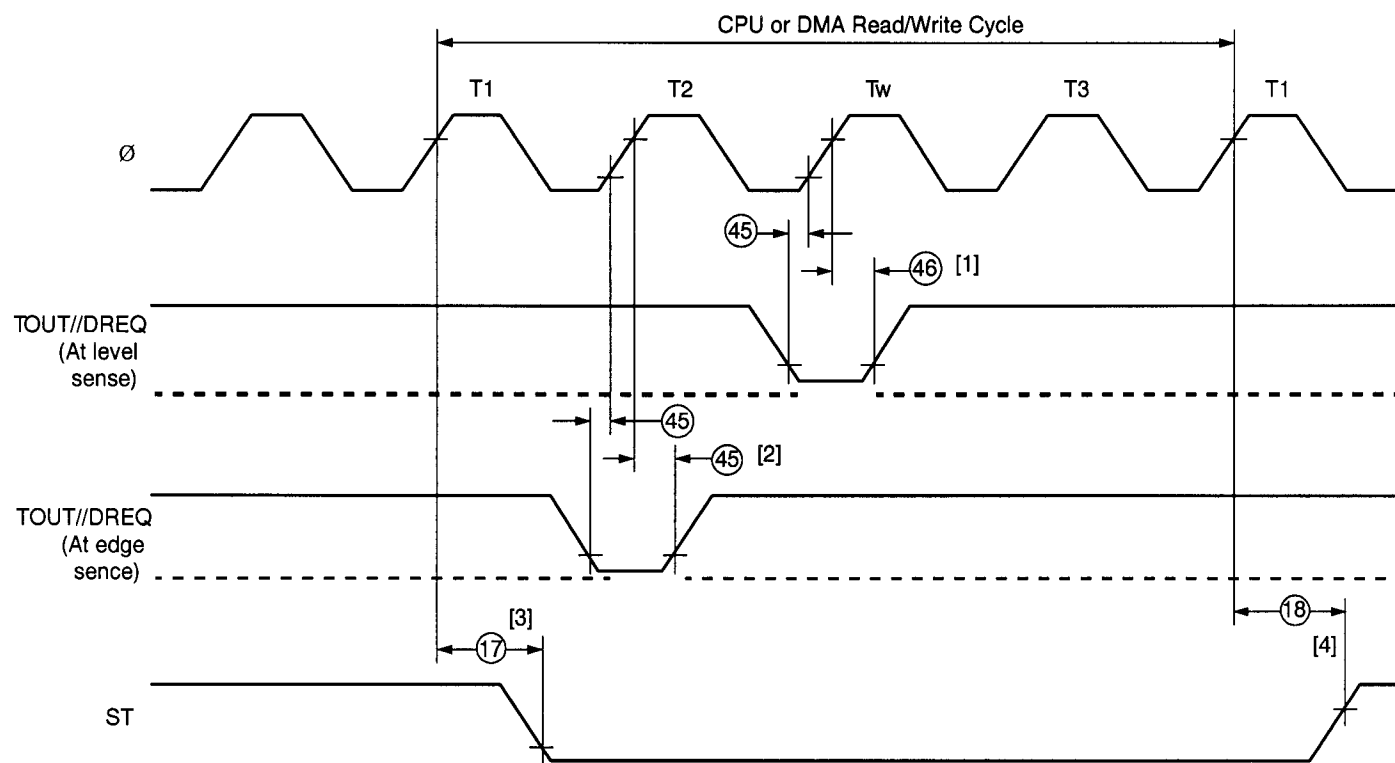 CPU or DMA Read/Write Cycle
T1 T2 Tw T3 T1
Ø
45
46 [1]
TOUT//DREQ
(At level
sense)
45
45 [2]
TOUT//DREQ
(At edge
sence)
[3]
17
18
[4]
ST